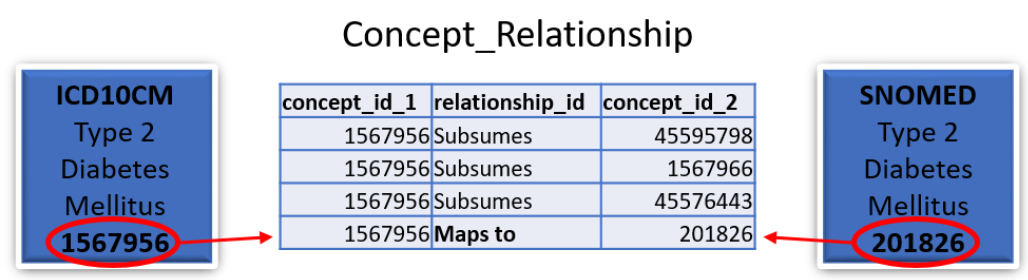 Concept_Relationship
ICD10CM
Type 2
Diabetes
Mellitus
1567956
concept_id_1 relationship_id concept_id_2
1567956 Subsumes 45595798
1567956 Subsumes 1567966
1567956 Subsumes 45576443
1567956 Maps to 201826
SNOMED
Type 2
Diabetes
Mellitus
201826